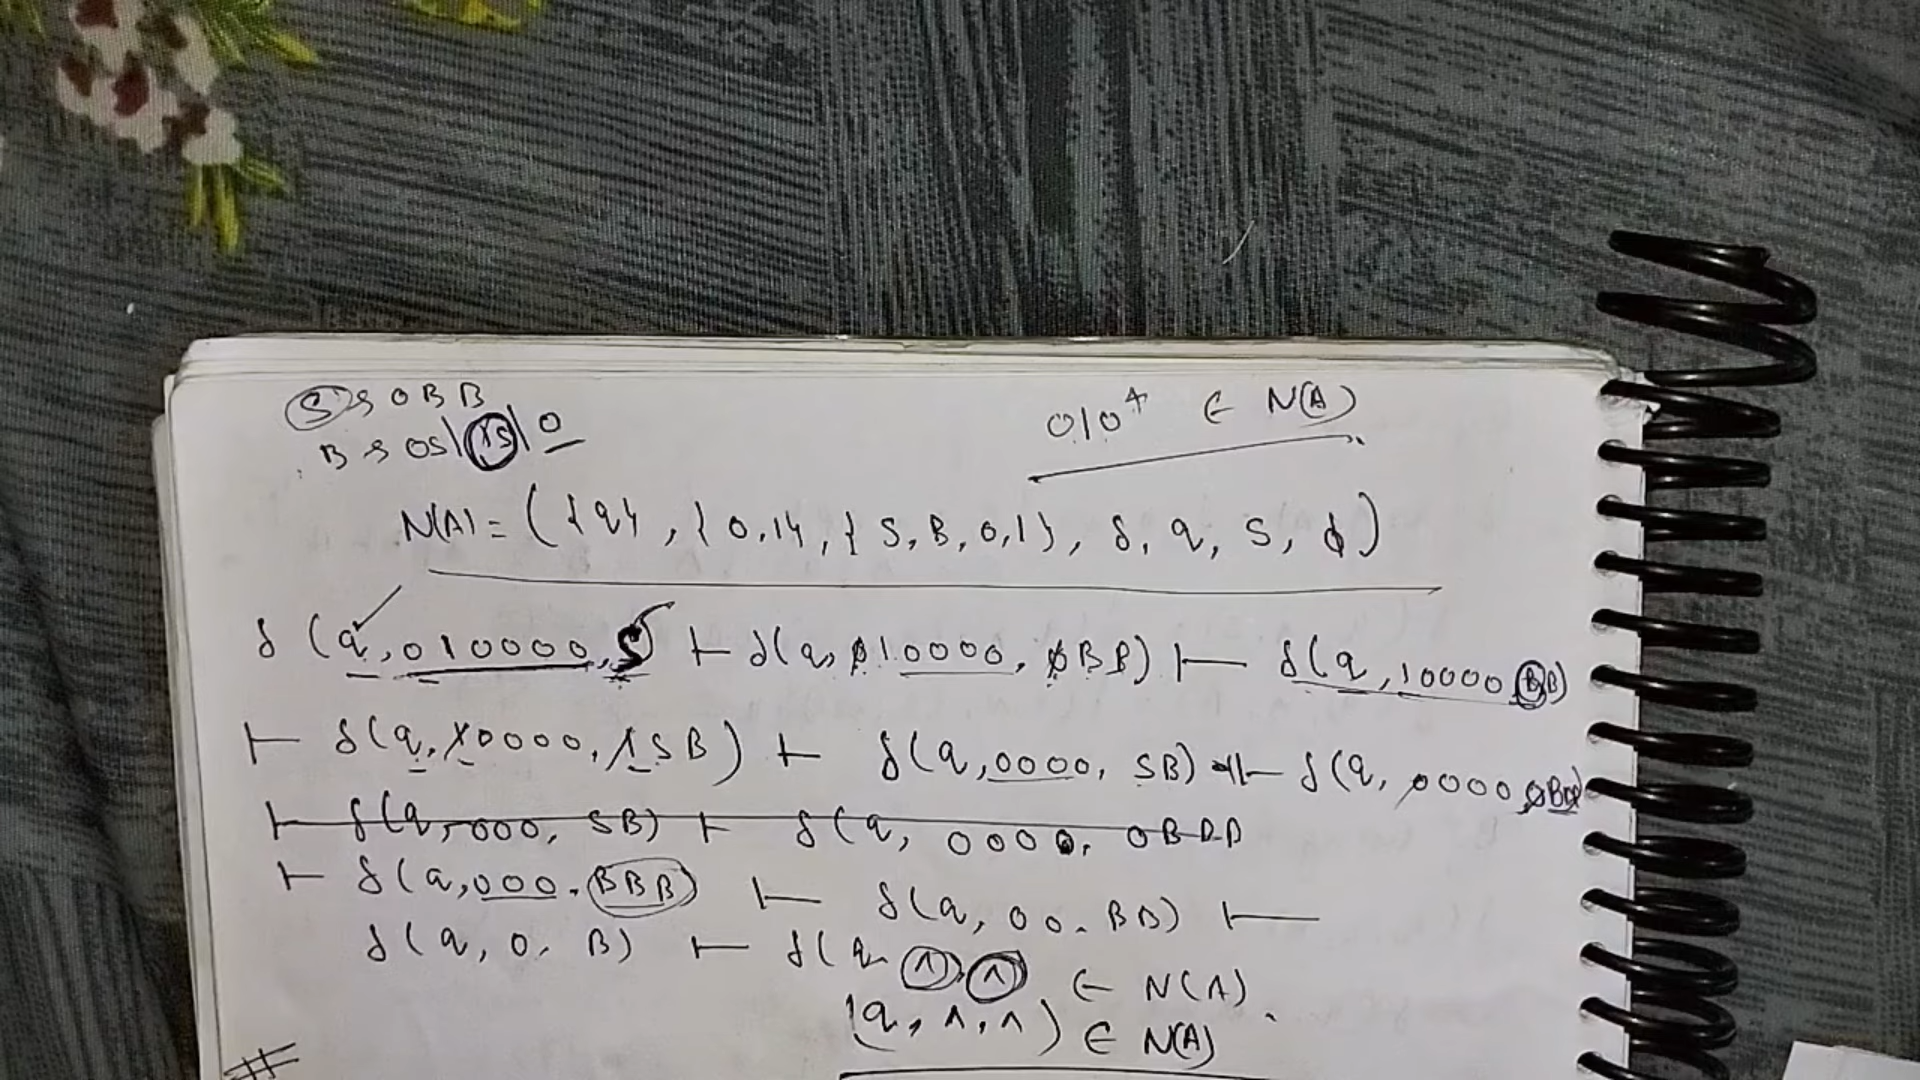 S → 0BB
B → 0S|1S|0
010⁴ ∈ N(A)
N(A) = ({q}, {0,1}, {S, B, 0,1}, δ, q, S, ϕ)
δ(q, 010000, S) ⊢ δ(q, 010000, 0BB) ⊢ δ(q, 10000, BB)
⊢ δ(q, 10000, 1SB) ⊢ δ(q, 0000, SB) ⊢ δ(q, 0000, 0BBB)
⊢ δ(q, 000, SB) ⊢ δ(q, 0000, 0BBB
⊢ δ(q, 000, BBB) ⊢ δ(q, 00, BB) ⊢
δ(q, 0, B) ⊢ δ(q, ∧, ∧) ∈ N(A)
(q, ∧, ∧) ∈ N(A)
#